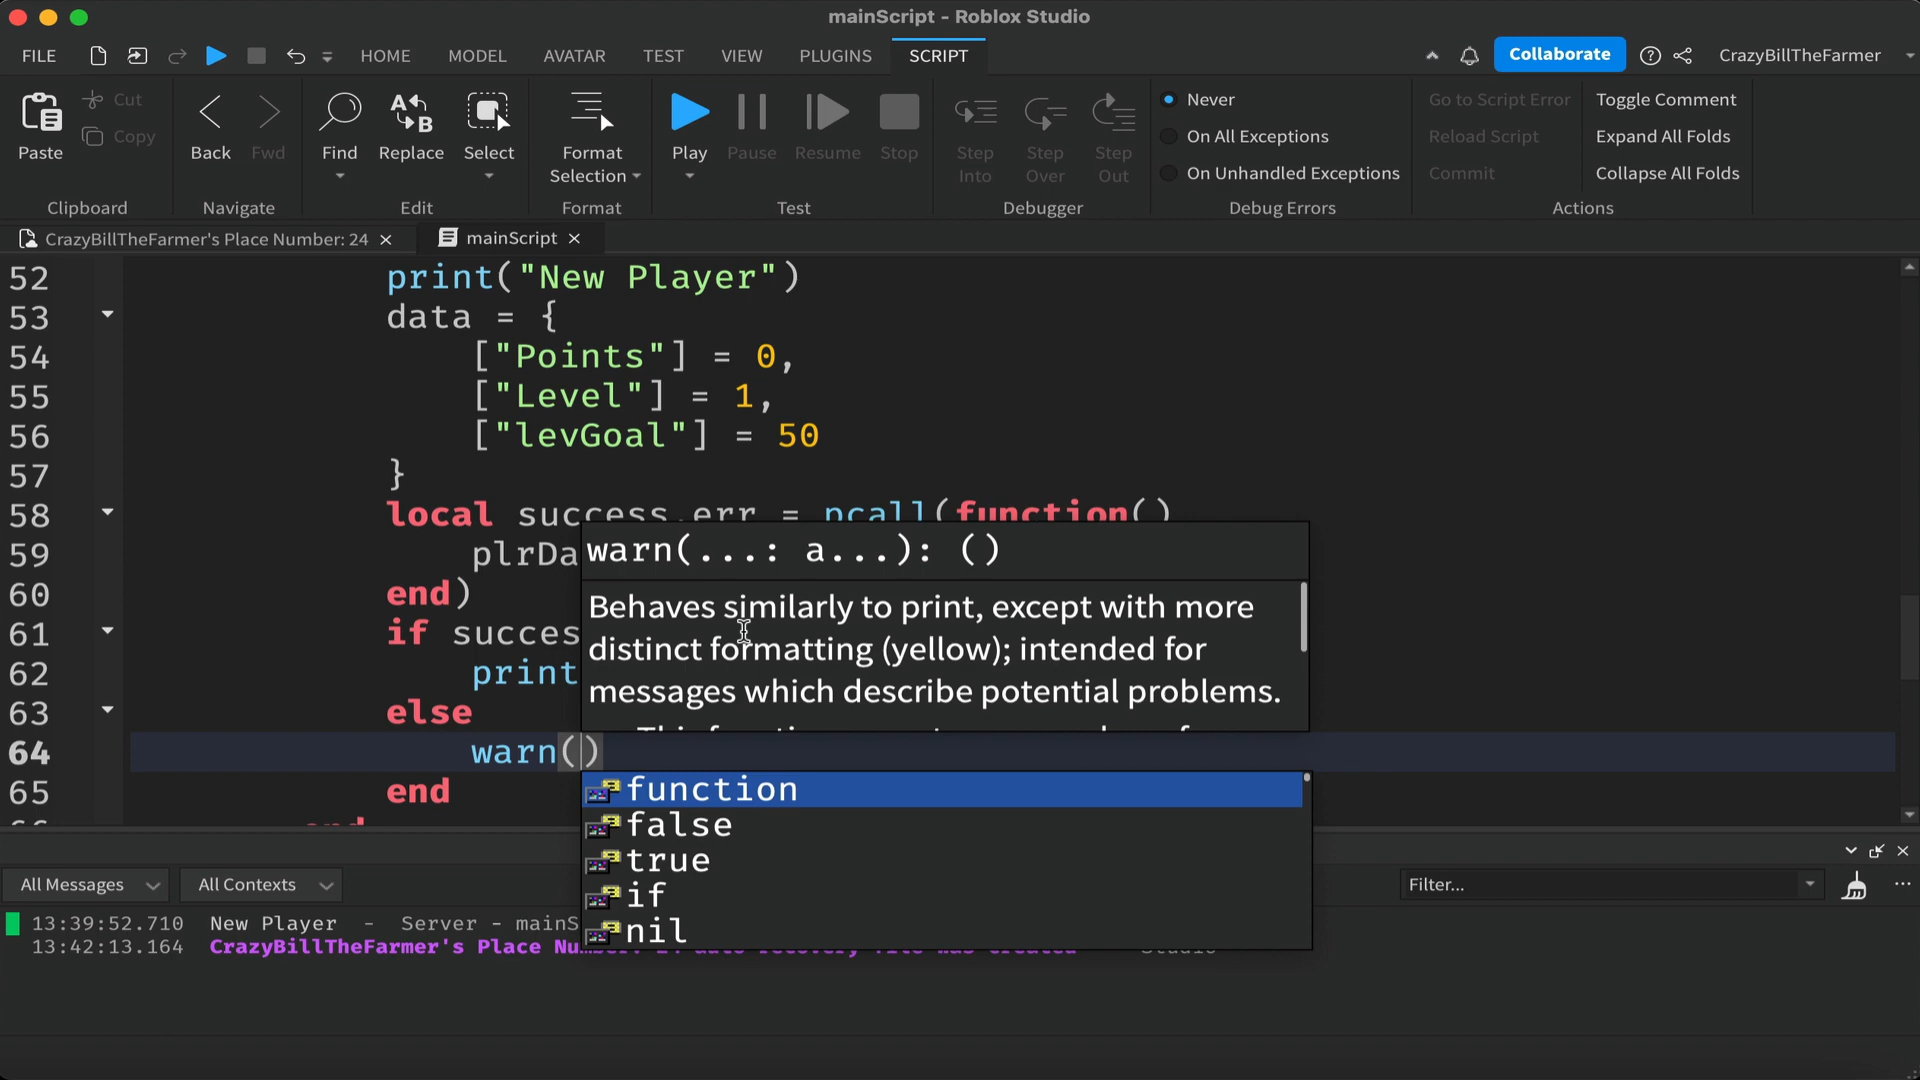 mainScript - Roblox Studio
FILE HOME MODEL AVATAR TEST VIEW PLUGINS SCRIPT Collaborate CrazyBillTheFarmer
Paste Cut Copy
Back Fwd
Find Replace Select
Format Selection
Play Pause Resume Stop
Step Into Step Over Step Out
Never
On All Exceptions
On Unhandled Exceptions
Go to Script Error
Reload Script
Commit
Toggle Comment
Expand All Folds
Collapse All Folds
Clipboard Navigate Edit Format Test Debugger Debug Errors Actions
CrazyBillTheFarmer's Place Number: 24 mainScript
52 print("New Player")
53 data = {
54 ["Points"] = 0,
55 ["Level"] = 1,
56 ["levGoal"] = 50
57 }
58 local success,err = pcall(function()
59 plrDa
60 end)
61 if succes
62 print
63 else
64 warn()
65 end
66 end
warn(...: a...): ()
Behaves similarly to print, except with more
distinct formatting (yellow); intended for
messages which describe potential problems.
function
false
true
if
nil
All Messages All Contexts Filter...
13:39:52.710 New Player - Server - mainS
13:42:13.164 CrazyBillTheFarmer's Place Nu